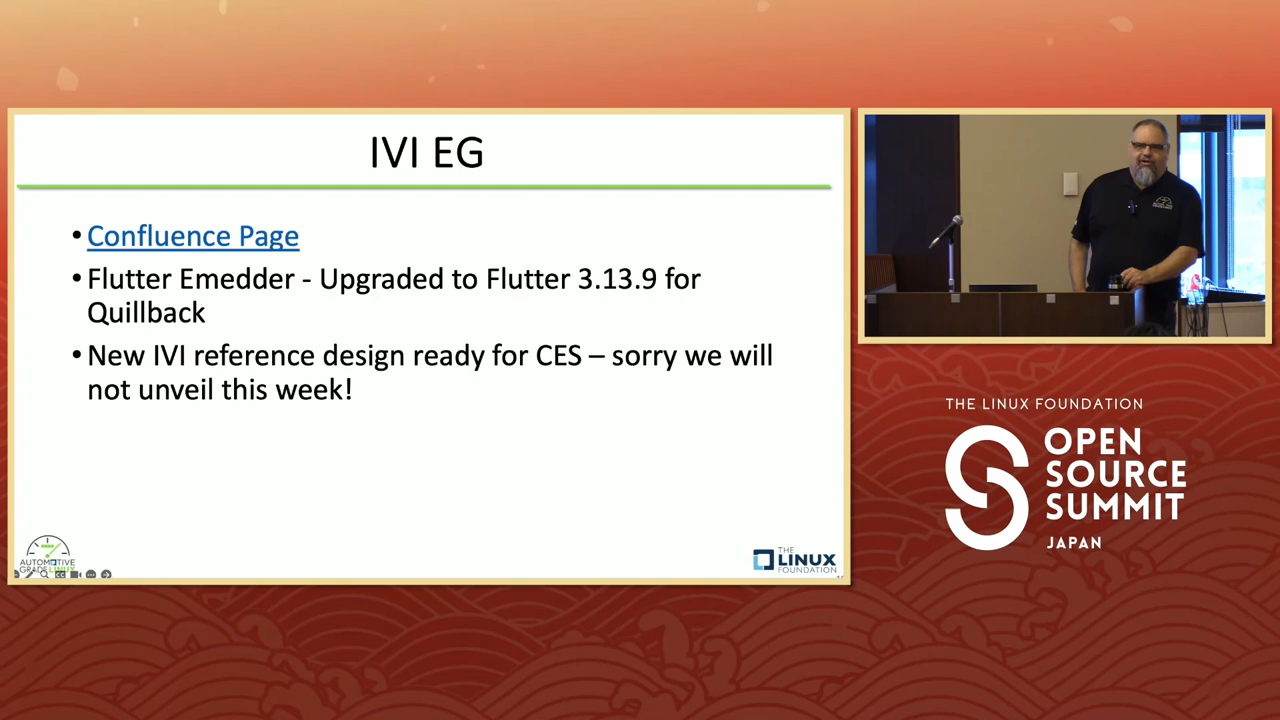 IVI EG
• Confluence Page
• Flutter Emedder - Upgraded to Flutter 3.13.9 for
Quillback
• New IVI reference design ready for CES – sorry we will
not unveil this week!
AUTOMOTIVE
GRADELINUX
THE
LINUX
FOUNDATION
THE LINUX FOUNDATION
OPEN
SOURCE
SUMMIT
JAPAN